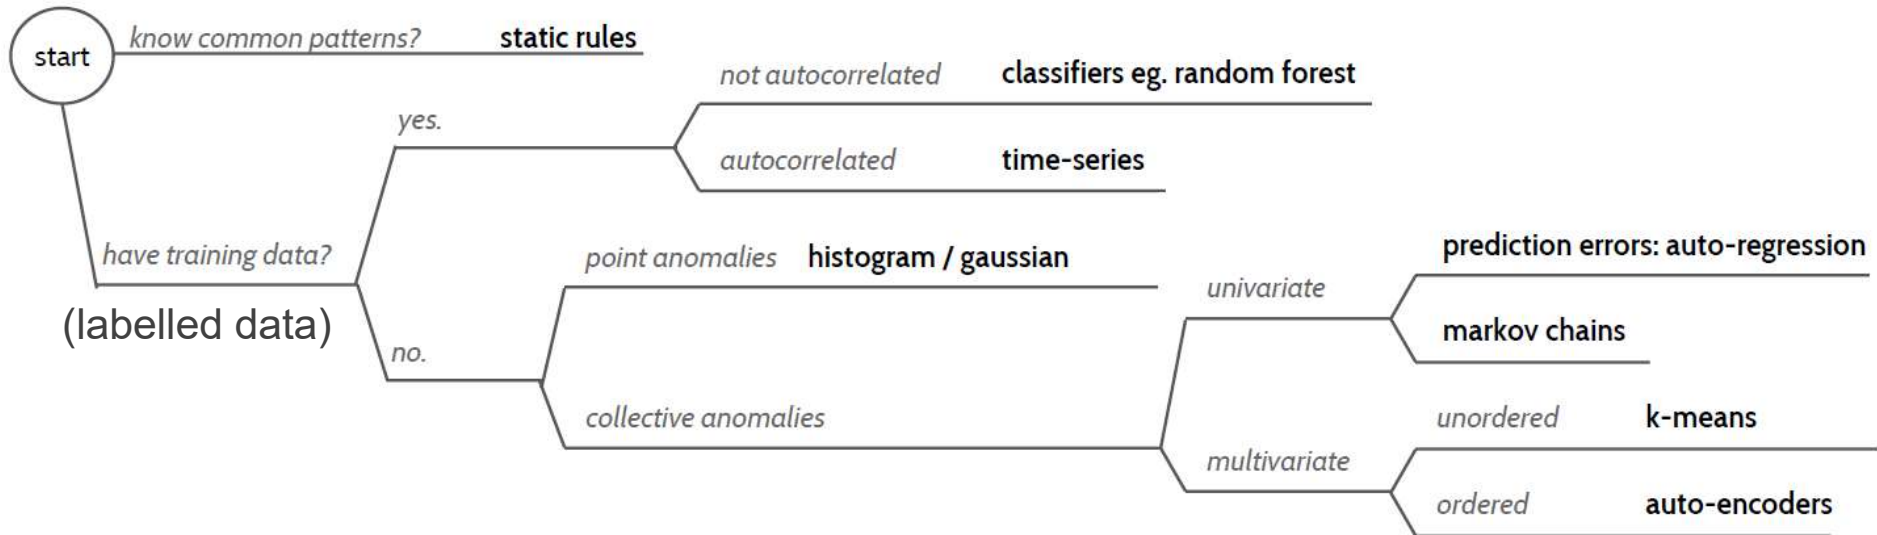 start
know common patterns? static rules
not autocorrelated classifiers eg. random forest
yes.
autocorrelated time-series
have training data?
(labelled data)
point anomalies histogram / gaussian
prediction errors: auto-regression
univariate
markov chains
no.
collective anomalies
unordered k-means
multivariate
ordered auto-encoders